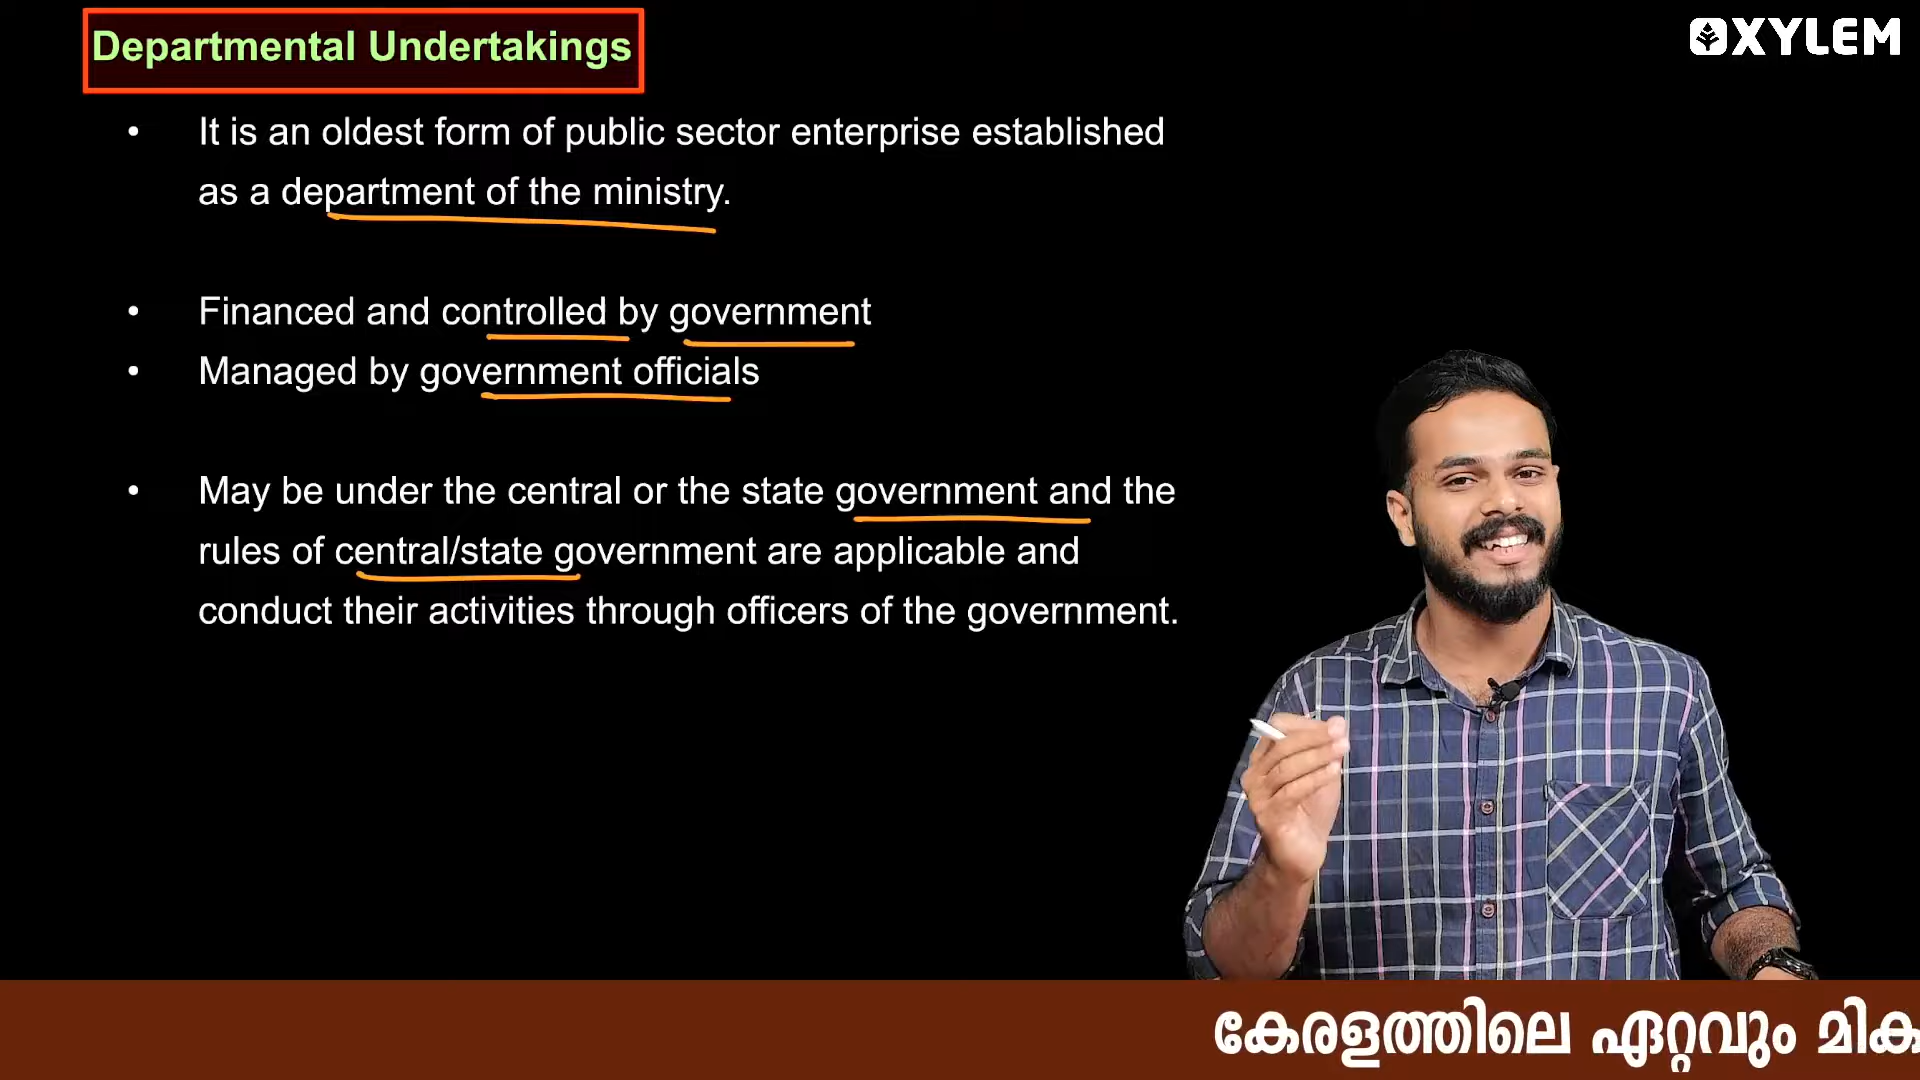 Departmental Undertakings
XYLEM
• It is an oldest form of public sector enterprise established
as a department of the ministry.
• Financed and controlled by government
• Managed by government officials
• May be under the central or the state government and the
rules of central/state government are applicable and
conduct their activities through officers of the government.
കേരളത്തിലെ ഏറ്റവും